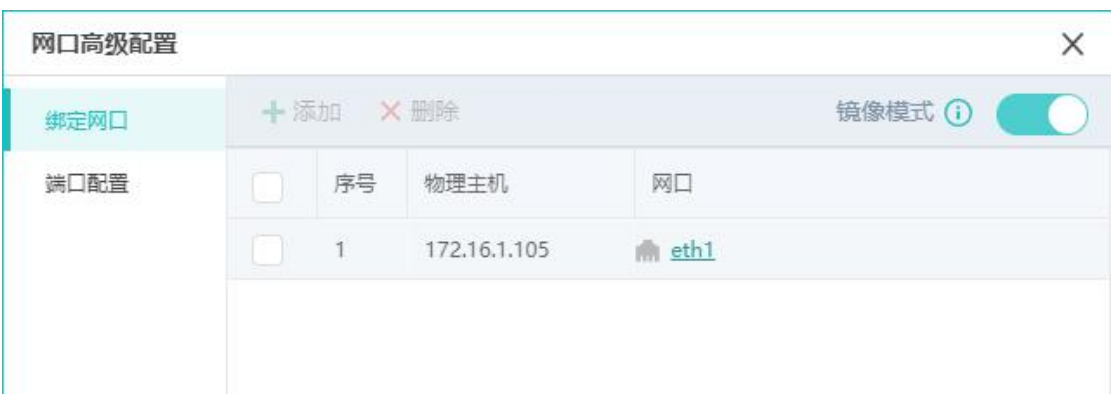 网口高级配置
绑定网口
添加 删除 镜像模式
端口配置
序号 物理主机 网口
1 172.16.1.105 eth1